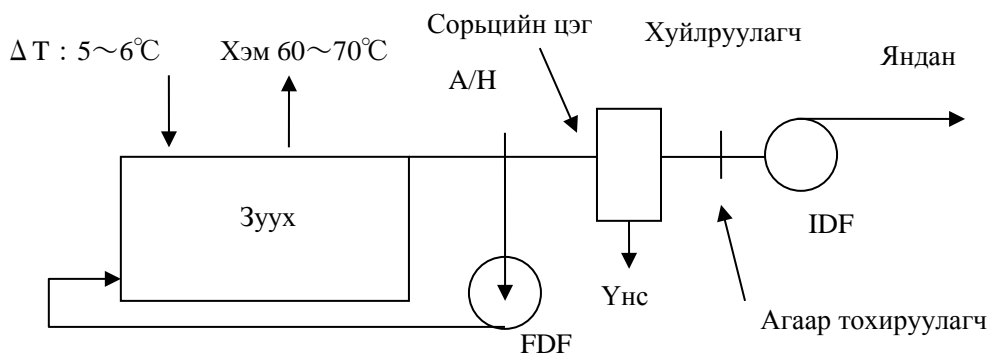 Сорьцийн цэг
Хуйлруулагч
ΔT：5～6℃
Хэм 60～70℃
Яндан
A/H
Зуух
IDF
Үнс
Агаар тохируулагч
FDF